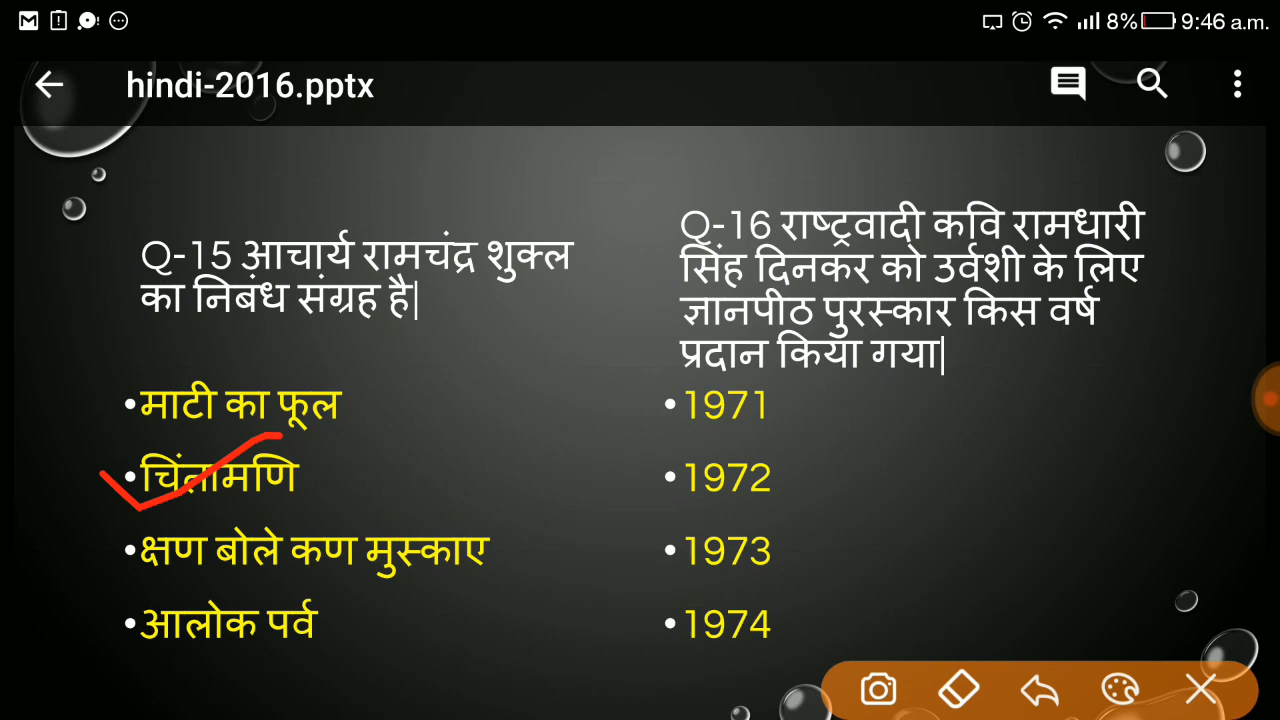 8% 9:46 a.m.
hindi-2016.pptx
Q-15 आचार्य रामचंद्र शुक्ल
का निबंध संग्रह है|
•माटी का फूल
•चिंतामणि
•क्षण बोले कण मुस्काए
•आलोक पर्व
Q-16 राष्ट्रवादी कवि रामधारी
सिंह दिनकर को उर्वशी के लिए
ज्ञानपीठ पुरस्कार किस वर्ष
प्रदान किया गया|
•1971
•1972
•1973
•1974